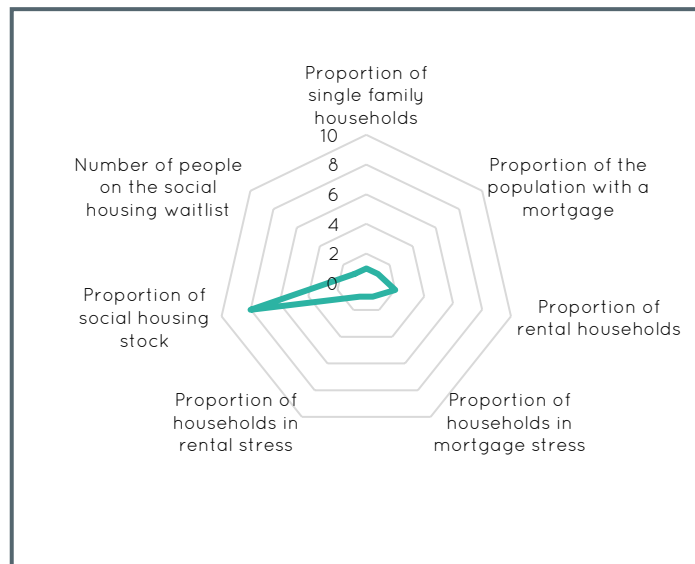 Proportion of
single family
households
Number of people
on the social
housing waitlist
Proportion of the
population with a
mortgage
10
8
6
4
2
0
Proportion of
social housing
stock
Proportion of
rental households
Proportion of
households in
rental stress
Proportion of
households in
mortgage stress